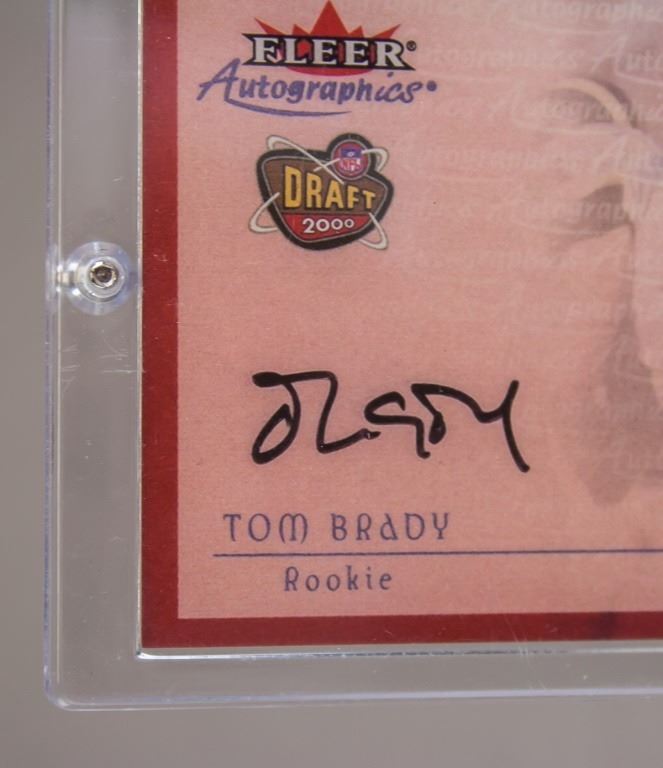 FLEER®
Autographics®
NFL
DRAFT
2000
TOM BRADY
Rookie